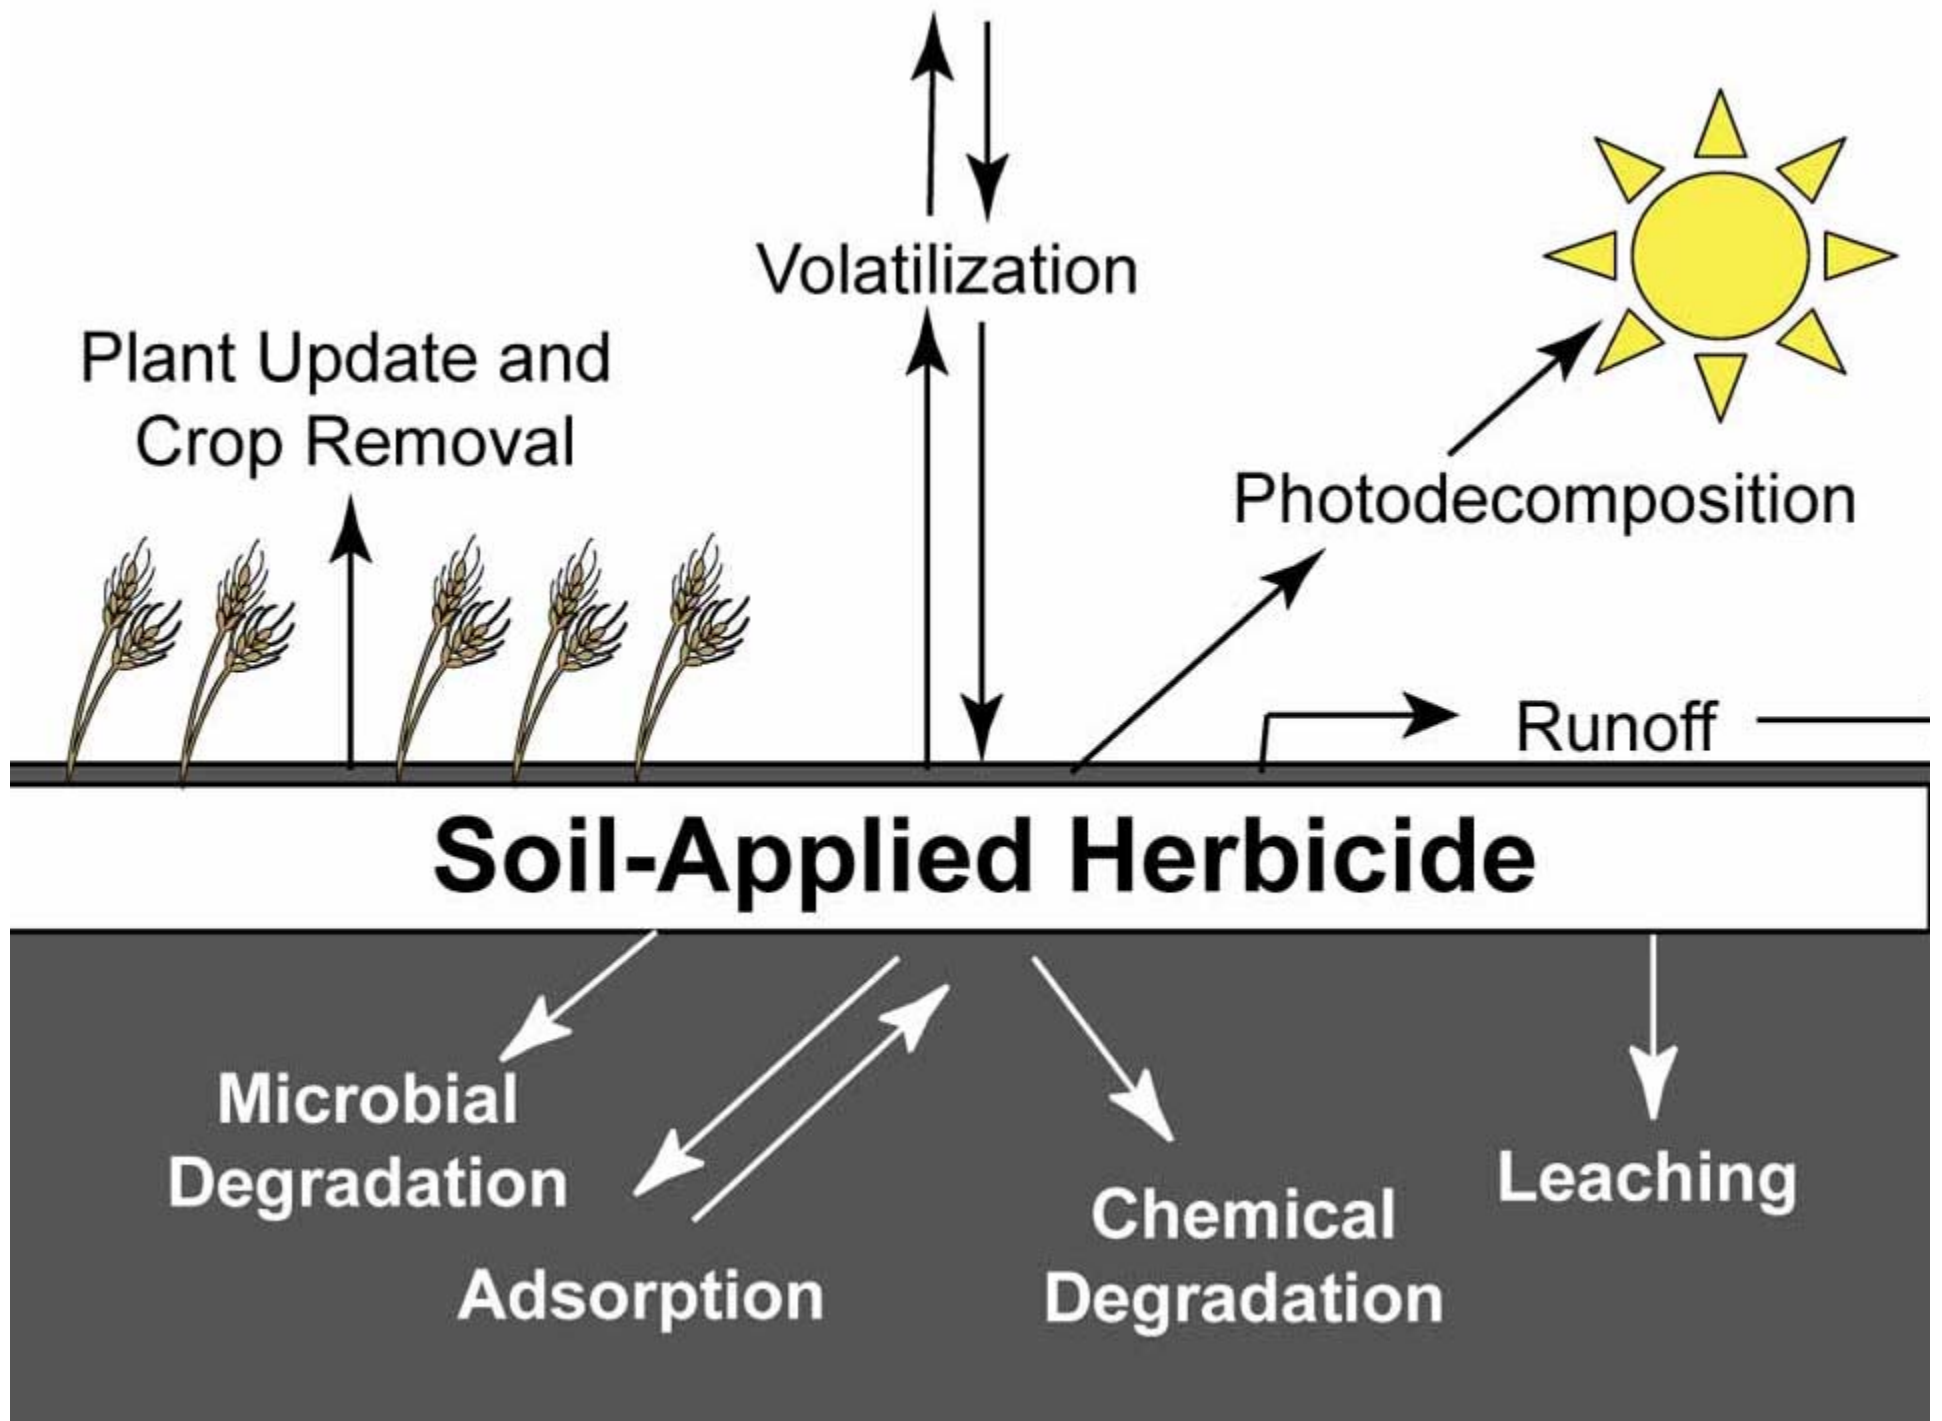 Volatilization
Plant Update and
Crop Removal
Photodecomposition
Runoff
Soil-Applied Herbicide
Microbial
Degradation
Adsorption
Chemical
Degradation
Leaching